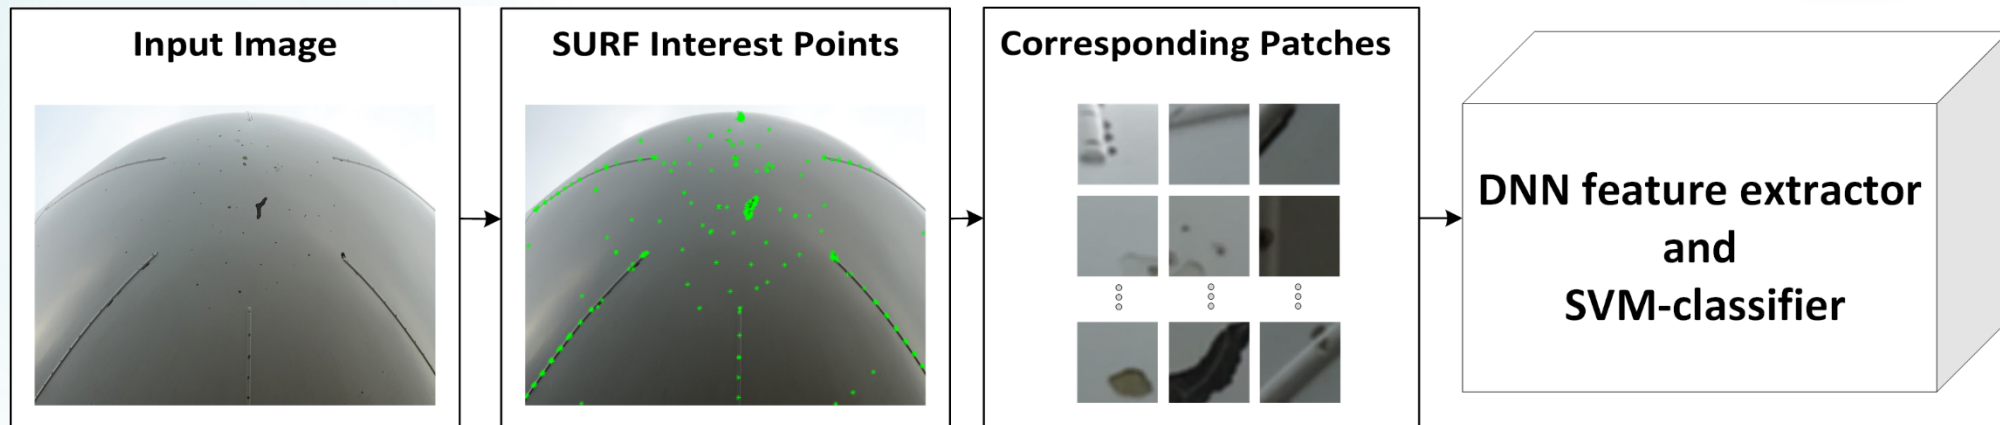 Input Image
SURF Interest Points
Corresponding Patches
DNN feature extractor
and
SVM-classifier